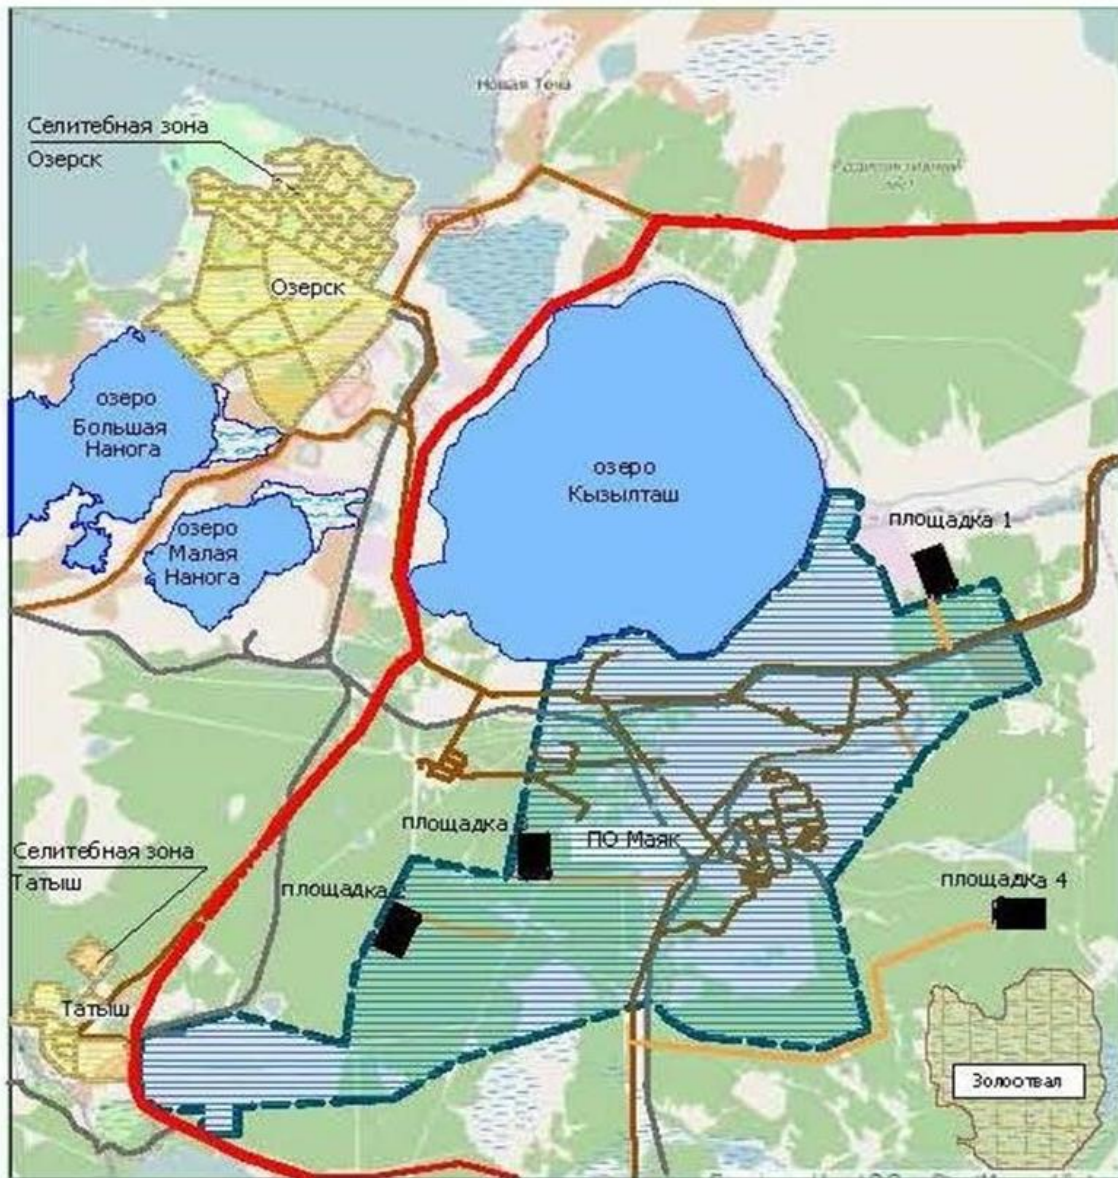 Новая Теча
Селитебная зона
Озерск
Озерск
озеро
Большая
Нанога
озеро
Кызылташ
площадка 1
озеро
Малая
Нанога
площадка
ПО Маяк
Селитебная зона
Татыш
площадка
площадка 4
Татыш
Золоотвал